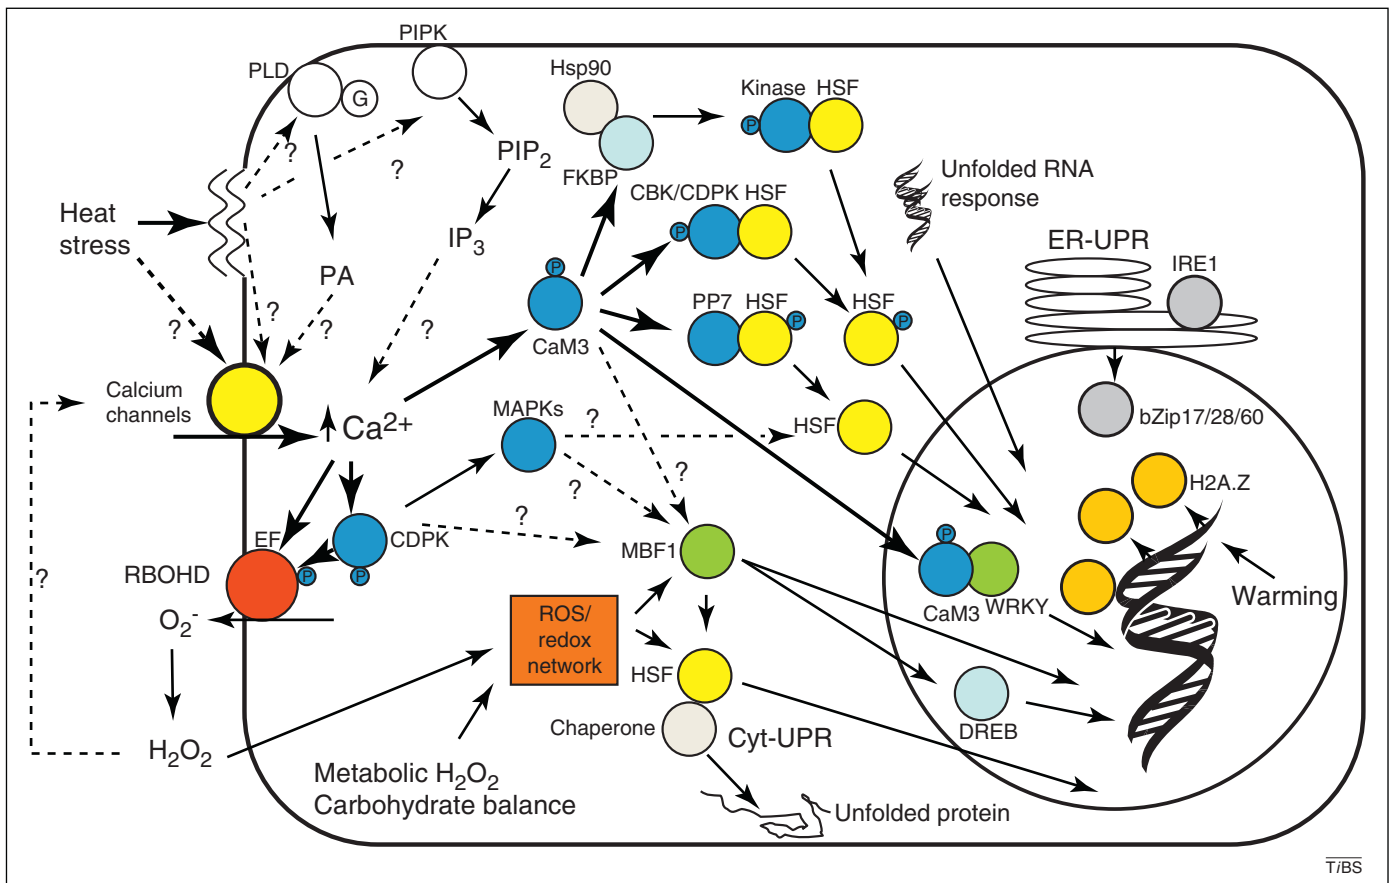 PIPK
PLD
G
Hsp90
Kinase HSF
P
?
PIP2
?
FKBP
Unfolded RNA
response
CBK/CDPK HSF
P
Heat
stress
IP3
ER-UPR
IRE1
P
PA
PP7 HSF
P
HSF
P
?
?
?
?
CaM3
Calcium
channels
Ca2+
MAPKs
?
HSF
bZip17/28/60
?
?
H2A.Z
?
EF
CDPK
P
P
MBF1
P
RBOHD
?
CaM3 WRKY
Warming
O2-
ROS/
redox
network
HSF
DREB
Chaperone
Cyt-UPR
H2O2
Metabolic H2O2
Carbohydrate balance
Unfolded protein
TiBS